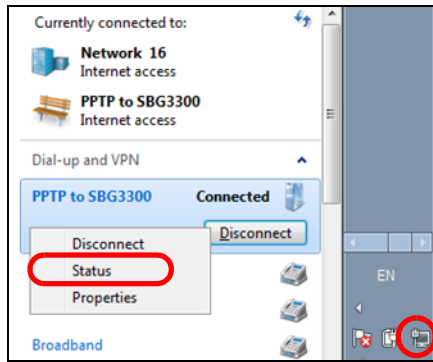 Currently connected to:
Network 16
Internet access
PPTP to SBG3300
Internet access
Dial-up and VPN
PPTP to SBG3300 Connected
Disconnect
Disconnect
Status
Properties
EN
Broadband